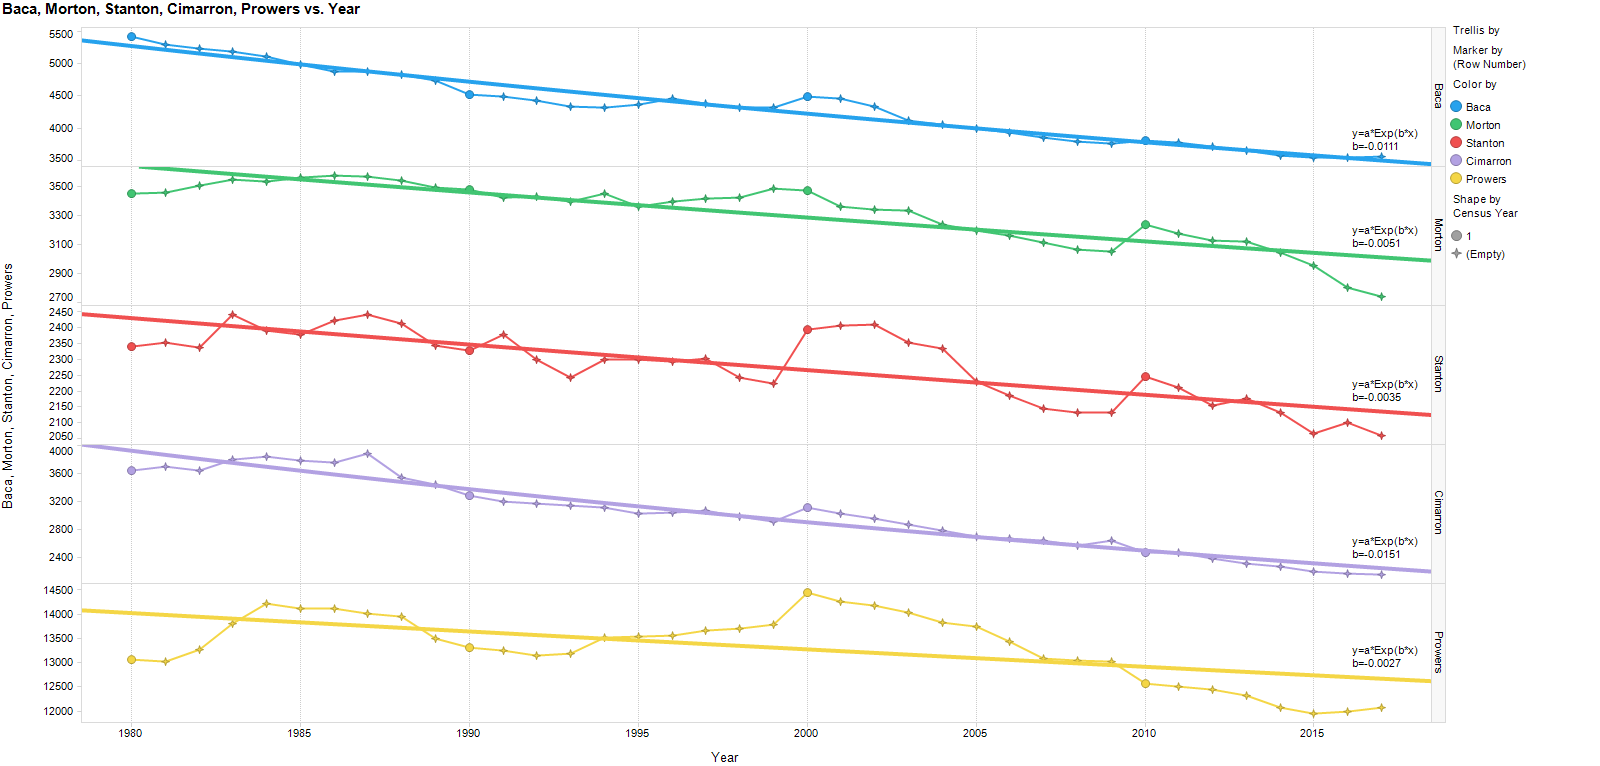 Baca, Morton, Stanton, Cimarron, Prowers vs. Year
Baca, Morton, Stanton, Cimarron, Prowers
5500
5000
4500
4000
3500
y=a*Exp(b*x)
b=-0.0111
Baca
3500
3300
3100
2900
2700
y=a*Exp(b*x)
b=-0.0051
Morton
2450
2400
2350
2300
2250
2200
2150
2100
2050
y=a*Exp(b*x)
b=-0.0035
Stanton
4000
3600
3200
2800
2400
y=a*Exp(b*x)
b=-0.0151
Cimarron
14500
14000
13500
13000
12500
12000
y=a*Exp(b*x)
b=-0.0027
Prowers
1980 1985 1990 1995 2000 2005 2010 2015
Year
Trellis by
Marker by
(Row Number)
Color by
Baca
Morton
Stanton
Cimarron
Prowers
Shape by
Census Year
1
(Empty)